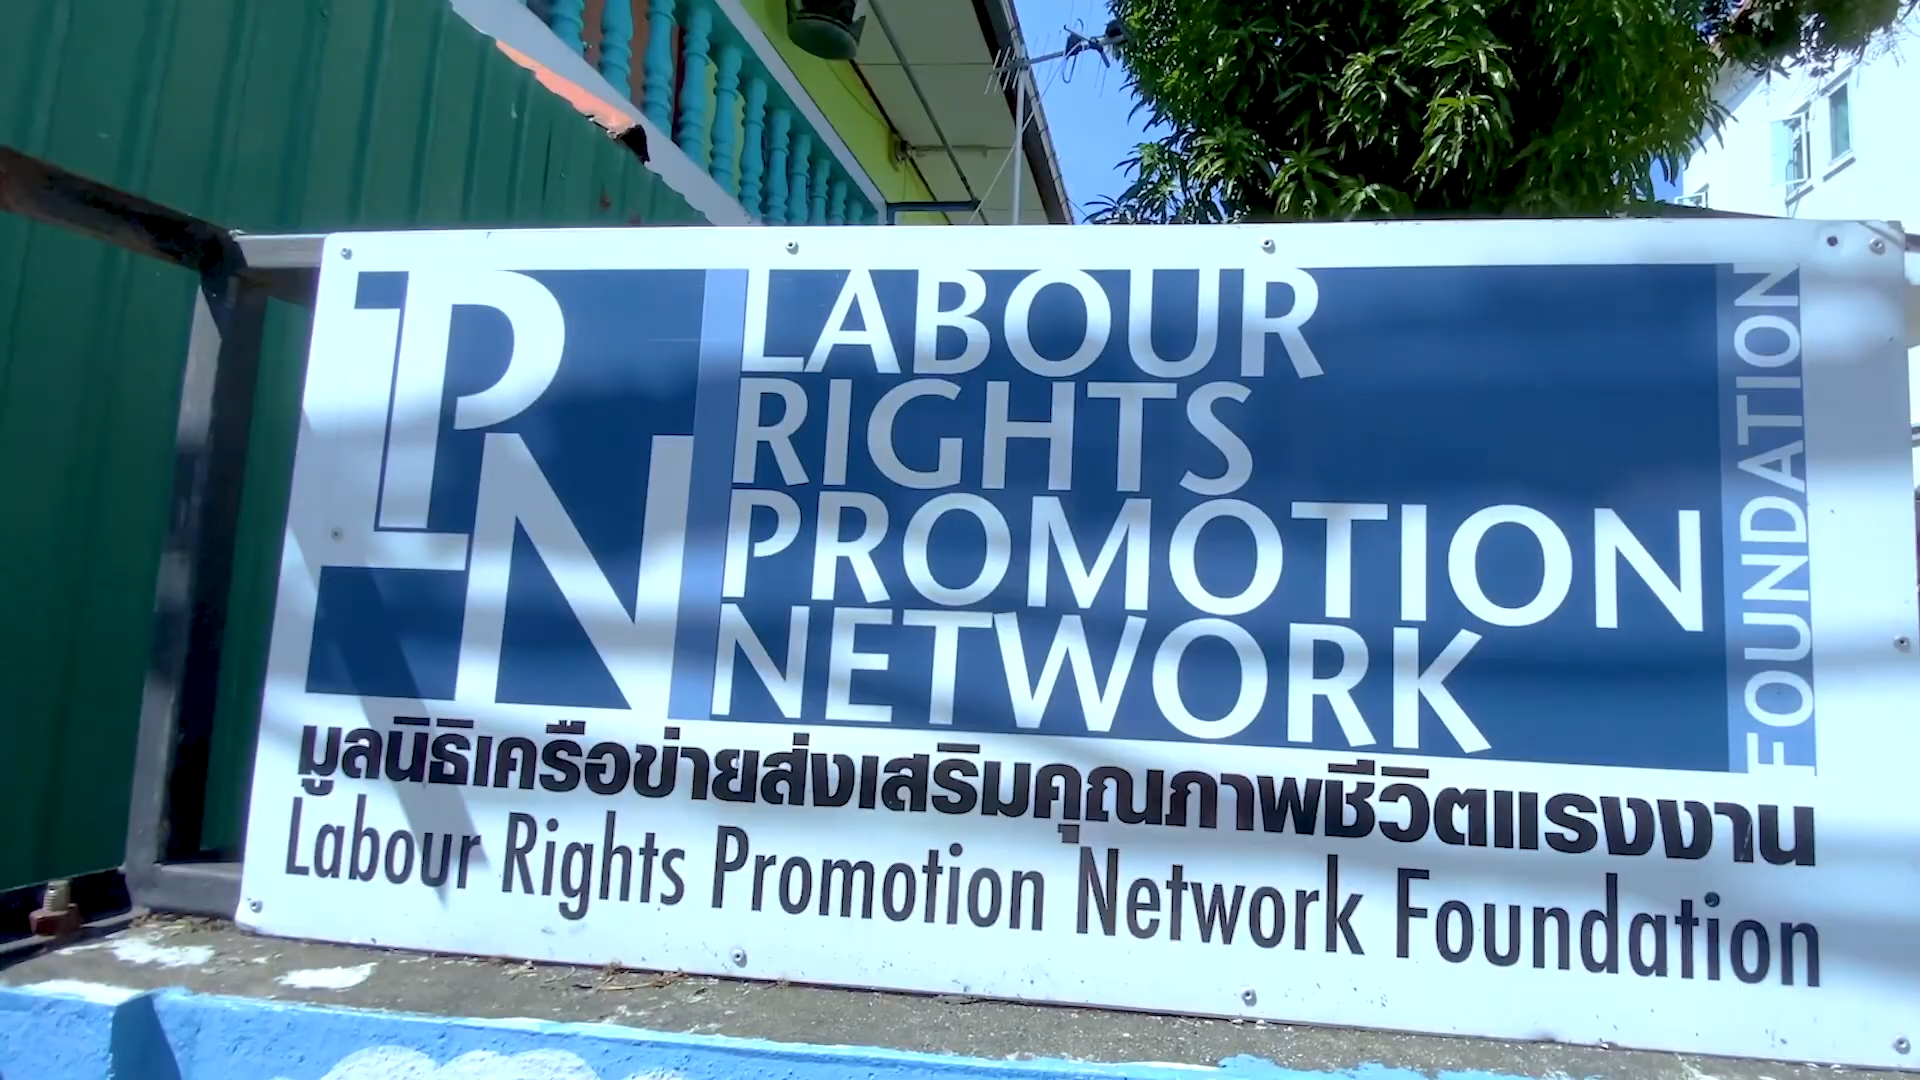 LPN
LABOUR
RIGHTS
PROMOTION
NETWORK
FOUNDATION
มูลนิธิเครือข่ายส่งเสริมคุณภาพชีวิตแรงงาน
Labour Rights Promotion Network Foundation